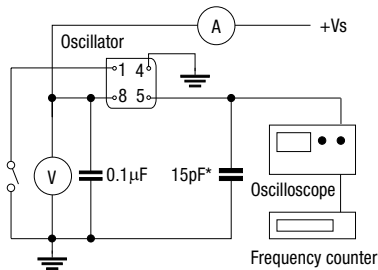 A
+Vs
Oscillator
1 4
8 5
V
0.1µF
15pF*
Oscilloscope
Frequency counter